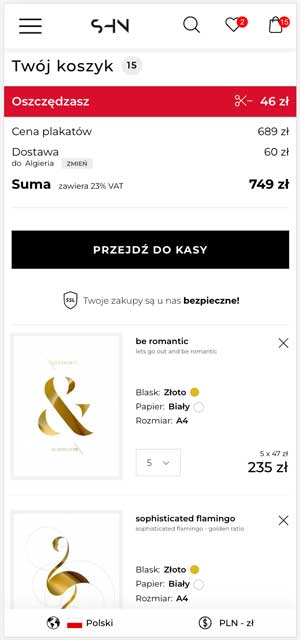 SHN
2
15
Twój koszyk 15
Oszczędzasz 46 zł
Cena plakatów 689 zł
Dostawa 60 zł
do Algieria ZMIEŃ
Suma zawiera 23% VAT 749 zł
PRZEJDŹ DO KASY
SSL Twoje zakupy są u nas bezpieczne!
be romantic
lets go out and be romantic
Blask: Złoto
Papier: Biały
Rozmiar: A4
5
5 x 47 zł
235 zł
&
sophisticated flamingo
sophisticated flamingo - golden ratio
Blask: Złoto
Papier: Biały
Rozmiar: A4
Polski
PLN - zł